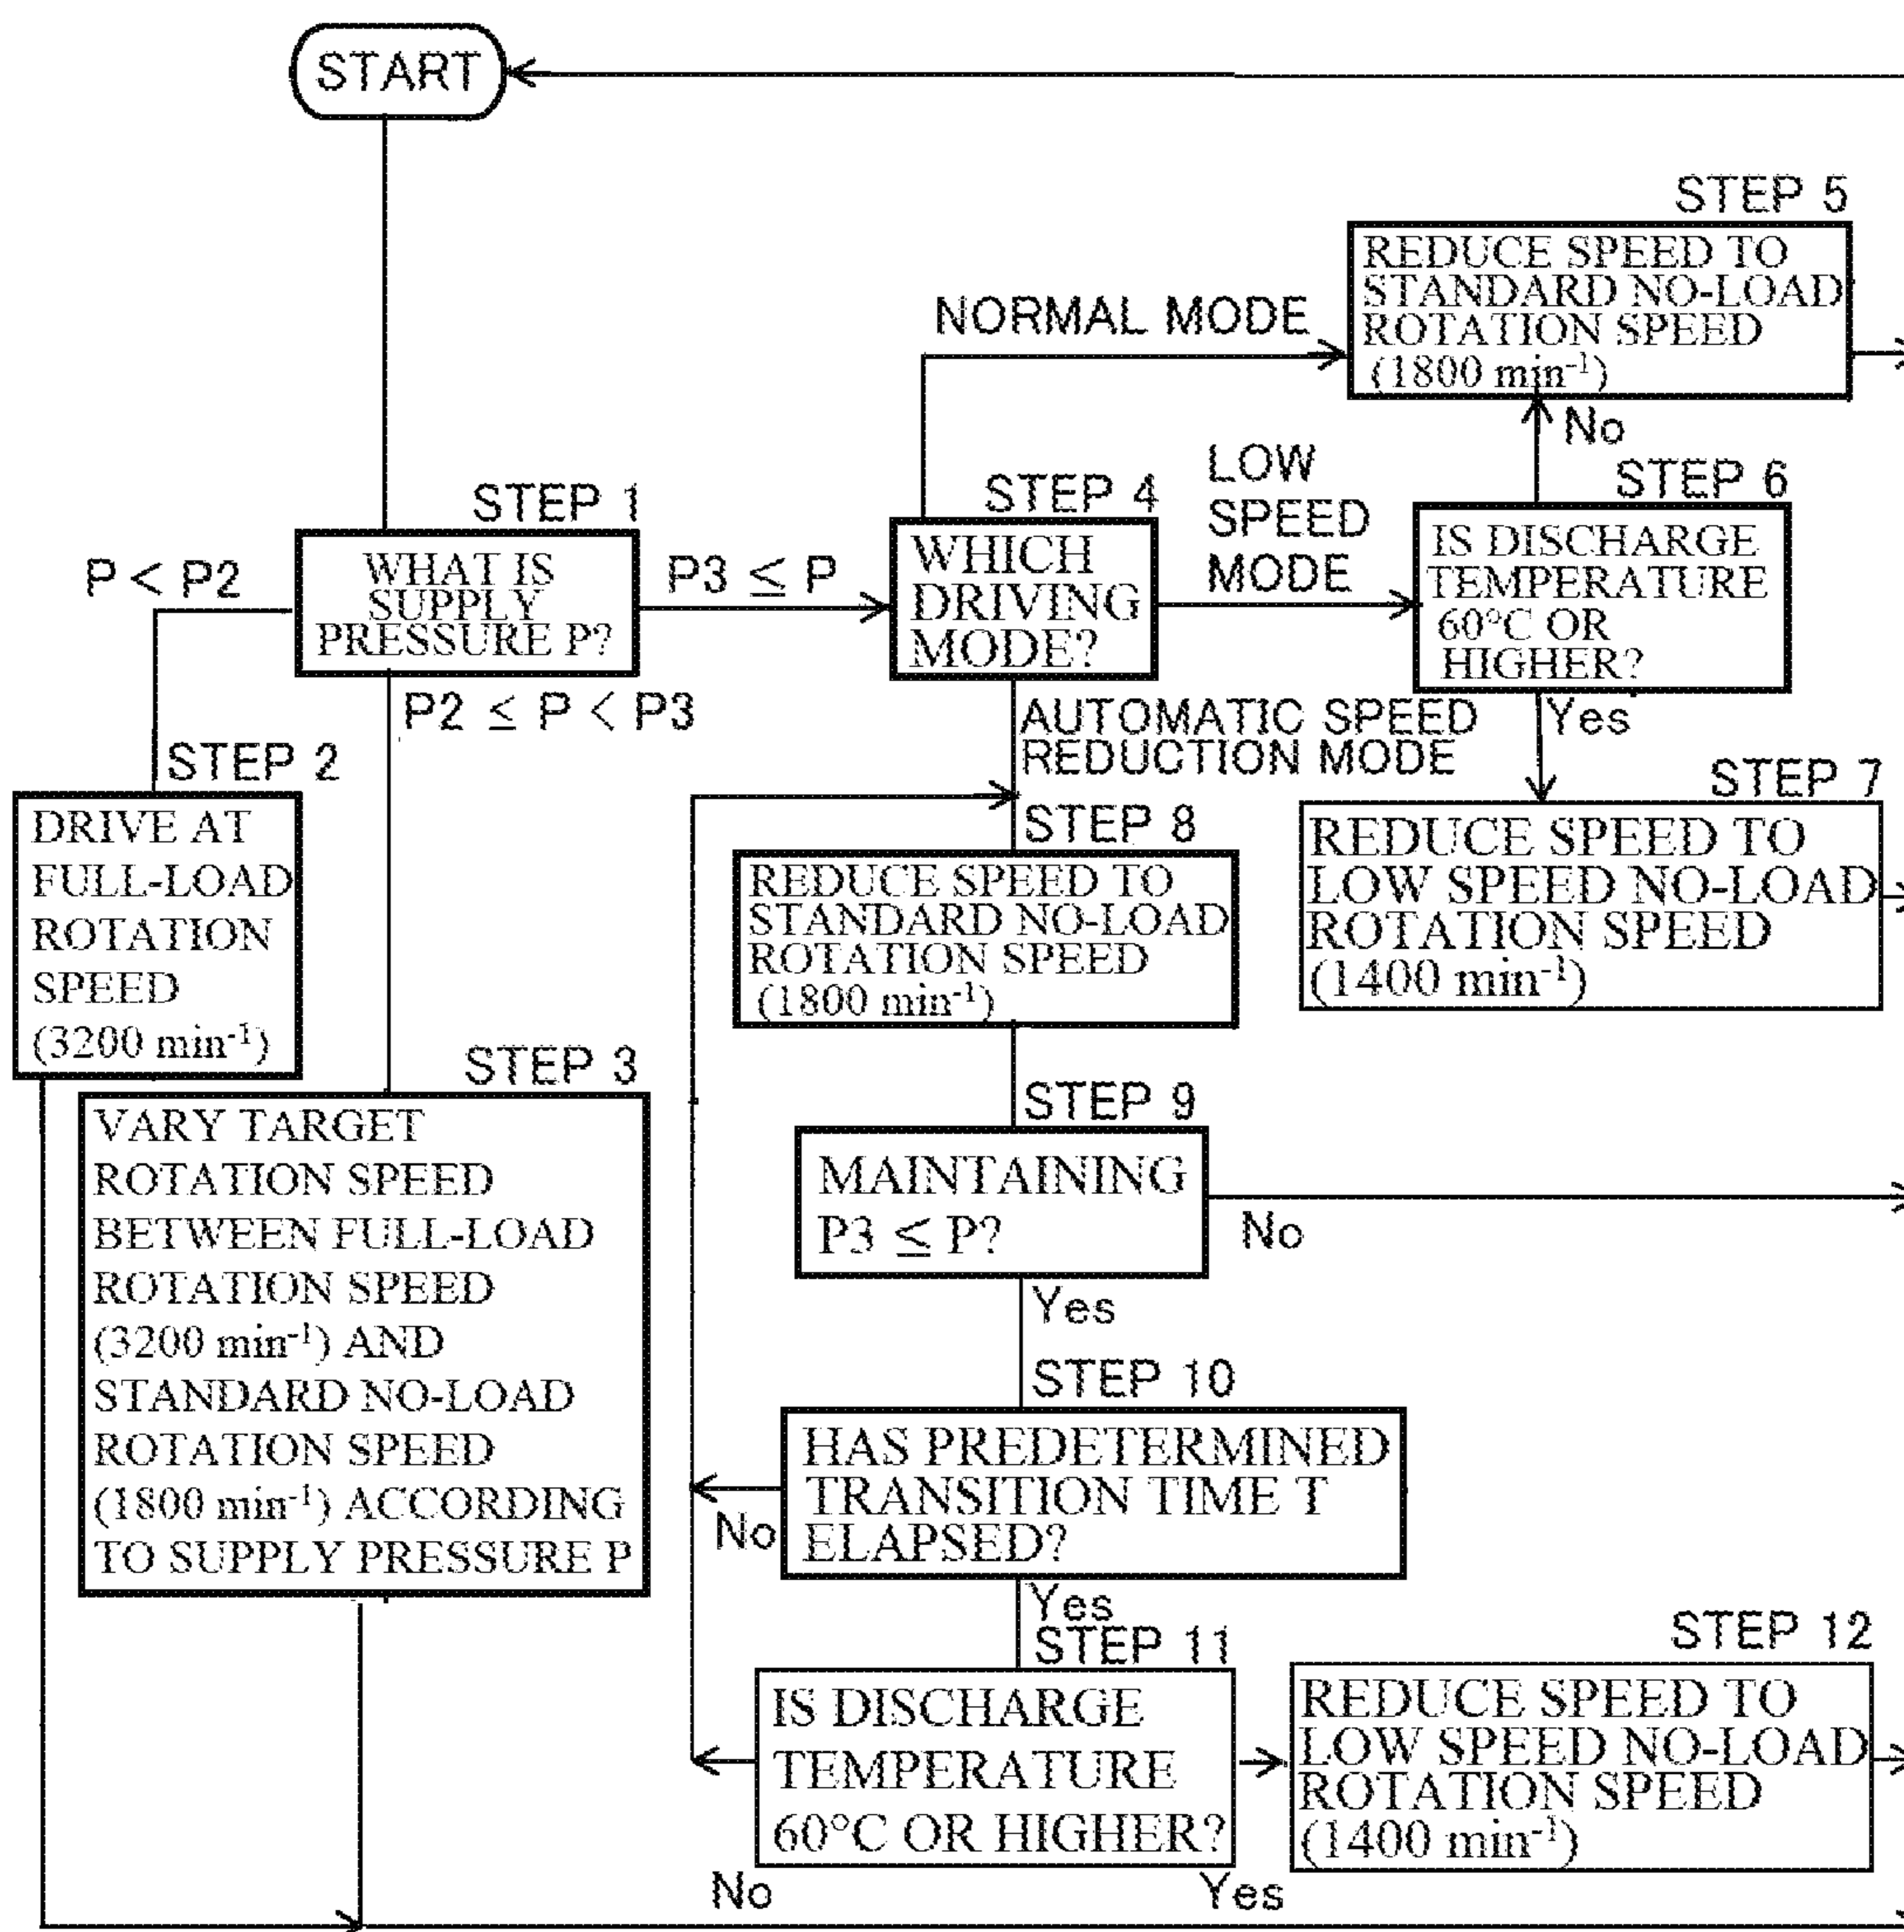 START
STEP 1
WHAT IS
SUPPLY
PRESSURE P?
P < P2
P2 ≤ P < P3
P3 ≤ P
STEP 2
DRIVE AT
FULL-LOAD
ROTATION
SPEED
(3200 min⁻¹)
STEP 3
VARY TARGET
ROTATION SPEED
BETWEEN FULL-LOAD
ROTATION SPEED
(3200 min⁻¹) AND
STANDARD NO-LOAD
ROTATION SPEED
(1800 min⁻¹) ACCORDING
TO SUPPLY PRESSURE P
STEP 4
WHICH
DRIVING
MODE?
NORMAL MODE
LOW
SPEED
MODE
AUTOMATIC SPEED
REDUCTION MODE
STEP 5
REDUCE SPEED TO
STANDARD NO-LOAD
ROTATION SPEED
(1800 min⁻¹)
No
STEP 6
IS DISCHARGE
TEMPERATURE
60°C OR
HIGHER?
Yes
STEP 7
REDUCE SPEED TO
LOW SPEED NO-LOAD
ROTATION SPEED
(1400 min⁻¹)
STEP 8
REDUCE SPEED TO
STANDARD NO-LOAD
ROTATION SPEED
(1800 min⁻¹)
STEP 9
MAINTAINING
P3 ≤ P?
No
Yes
STEP 10
HAS PREDETERMINED
TRANSITION TIME T
ELAPSED?
No
Yes
STEP 11
IS DISCHARGE
TEMPERATURE
60°C OR HIGHER?
No
Yes
STEP 12
REDUCE SPEED TO
LOW SPEED NO-LOAD
ROTATION SPEED
(1400 min⁻¹)